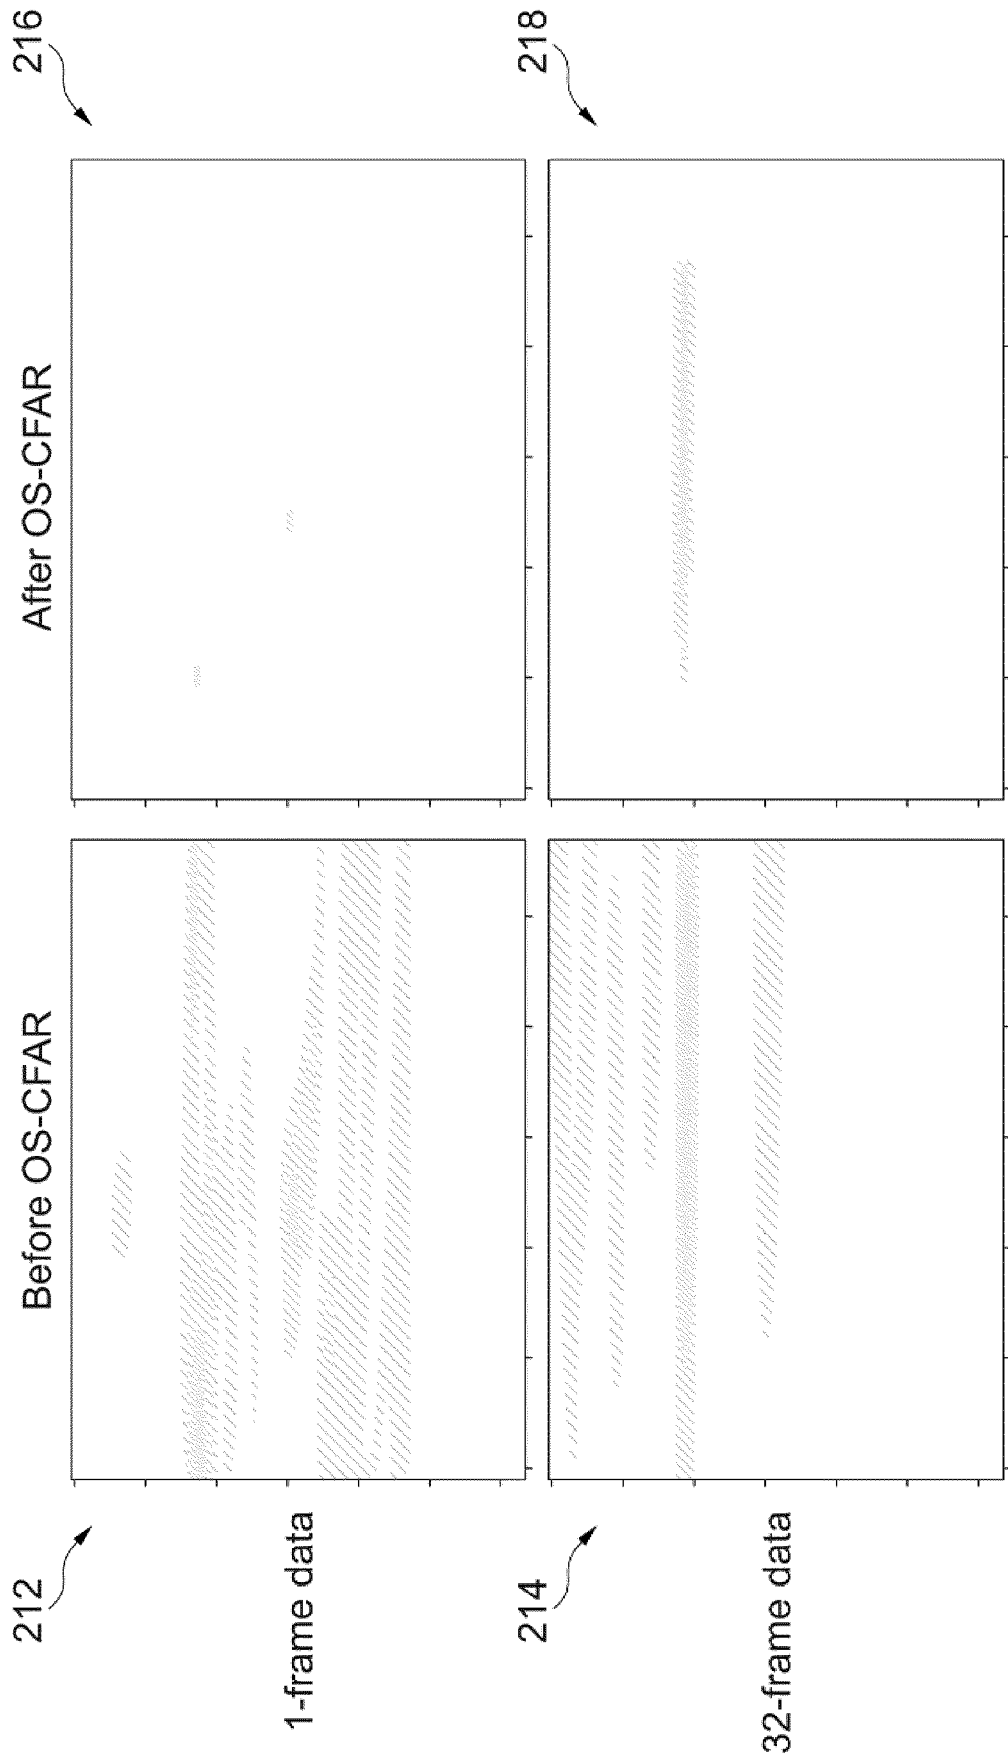 Before OS-CFAR
After OS-CFAR
212
216
1-frame data
214
218
32-frame data